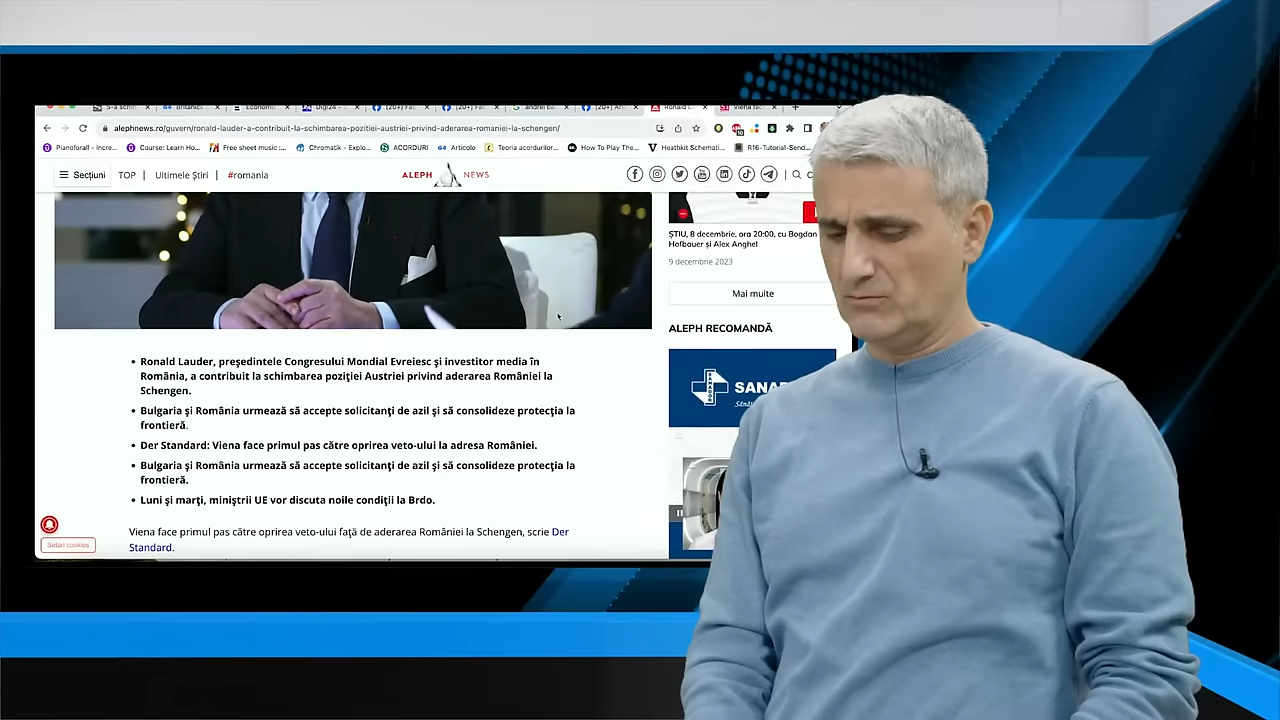 Economi
Digi24 -
andrei ba
Ronald L
alephnews.ro/guvern/ronald-lauder-a-contribuit-la-schimbarea-pozitiei-austriei-privind-aderarea-romaniei-la-schengen/
Pianoforall - Incre...
Course: Learn Ho...
Free sheet music :...
Chromatik - Explo...
ACORDURI
Articole
Teoria acordurilor...
How To Play The...
Heathkit Schemati...
R16-Tutorial-Send...
Secțiuni
TOP
Ultimele Știri
#romania
ALEPH NEWS
ȘTIU, 8 decembrie, ora 20:00, cu Bogdan
Hofbauer și Alex Anghel
9 decembrie 2023
Mai multe
ALEPH RECOMANDĂ
• Ronald Lauder, președintele Congresului Mondial Evreiesc și investitor media în
România, a contribuit la schimbarea poziției Austriei privind aderarea României la
Schengen.
• Bulgaria și România urmează să accepte solicitanți de azil și să consolideze protecția la
frontieră.
• Der Standard: Viena face primul pas către oprirea veto-ului la adresa României.
• Bulgaria și România urmează să accepte solicitanți de azil și să consolideze protecția la
frontieră.
• Luni și marți, miniștrii UE vor discuta noile condiții la Brdo.
Viena face primul pas către oprirea veto-ului față de aderarea României la Schengen, scrie Der
Standard.
Setări cookies